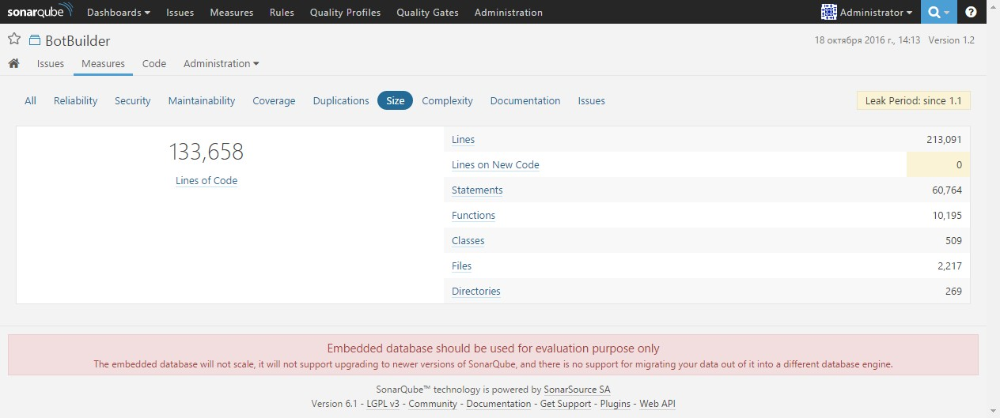 sonarqube Dashboards Issues Measures Rules Quality Profiles Quality Gates Administration Administrator ?
BotBuilder 18 октября 2016 г., 14:13 Version 1.2
Issues Measures Code Administration
All Reliability Security Maintainability Coverage Duplications Size Complexity Documentation Issues Leak Period: since 1.1
133,658
Lines of Code
Lines 213,091
Lines on New Code 0
Statements 60,764
Functions 10,195
Classes 509
Files 2,217
Directories 269
Embedded database should be used for evaluation purpose only
The embedded database will not scale, it will not support upgrading to newer versions of SonarQube, and there is no support for migrating your data out of it into a different database engine.
SonarQube™ technology is powered by SonarSource SA
Version 6.1 - LGPL v3 - Community - Documentation - Get Support - Plugins - Web API